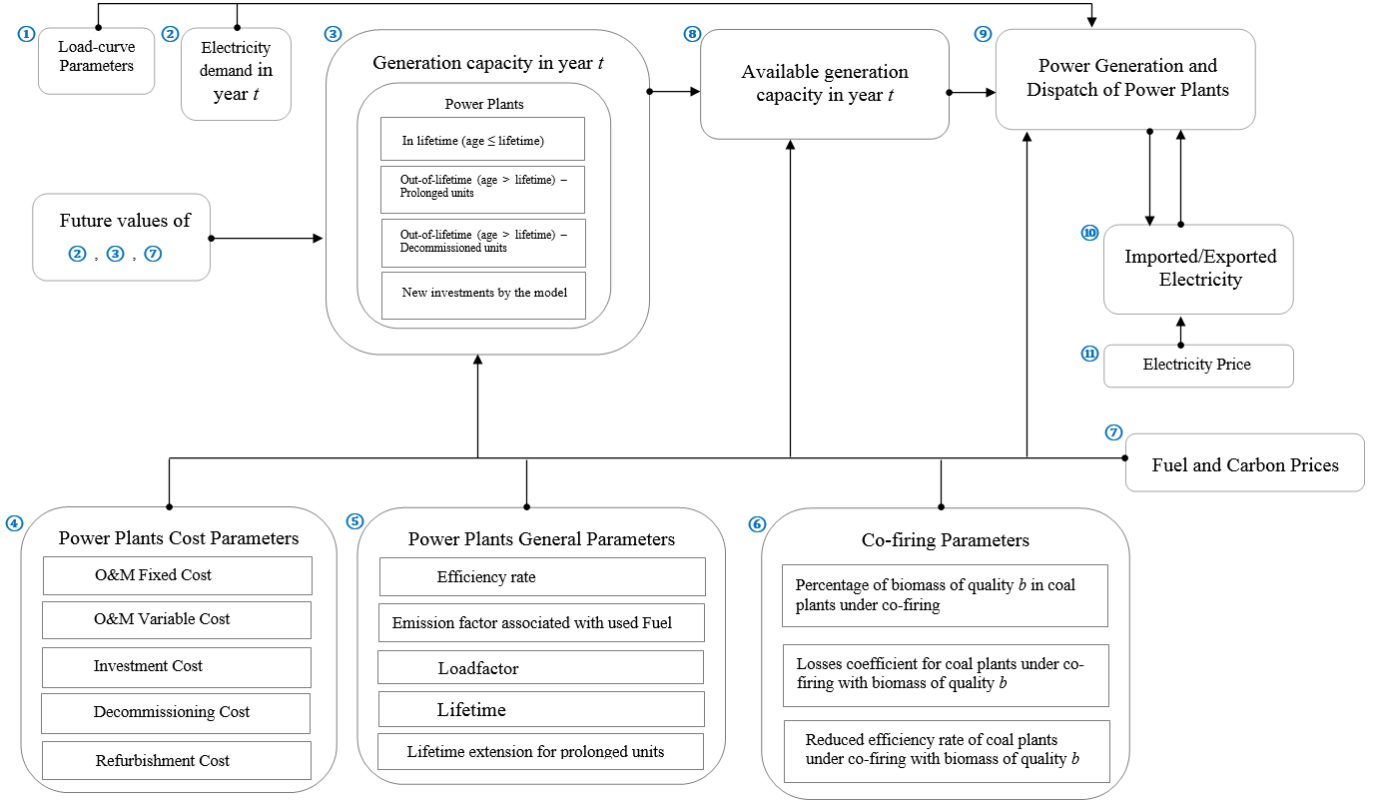 ①
Load-curve
Parameters
②
Electricity
demand in
year t
③
Generation capacity in year t
Power Plants
In lifetime (age ≤ lifetime)
Out-of-lifetime (age > lifetime) –
Prolonged units
Out-of-lifetime (age > lifetime) –
Decommissioned units
New investments by the model
⑧
Available generation
capacity in year t
⑨
Power Generation and
Dispatch of Power Plants
Future values of
② , ③ , ⑦
⑩
Imported/Exported
Electricity
⑪
Electricity Price
⑦
Fuel and Carbon Prices
④
Power Plants Cost Parameters
O&M Fixed Cost
O&M Variable Cost
Investment Cost
Decommissioning Cost
Refurbishment Cost
⑤
Power Plants General Parameters
Efficiency rate
Emission factor associated with used Fuel
Loadfactor
Lifetime
Lifetime extension for prolonged units
⑥
Co-firing Parameters
Percentage of biomass of quality b in coal
plants under co-firing
Losses coefficient for coal plants under co-
firing with biomass of quality b
Reduced efficiency rate of coal plants
under co-firing with biomass of quality b